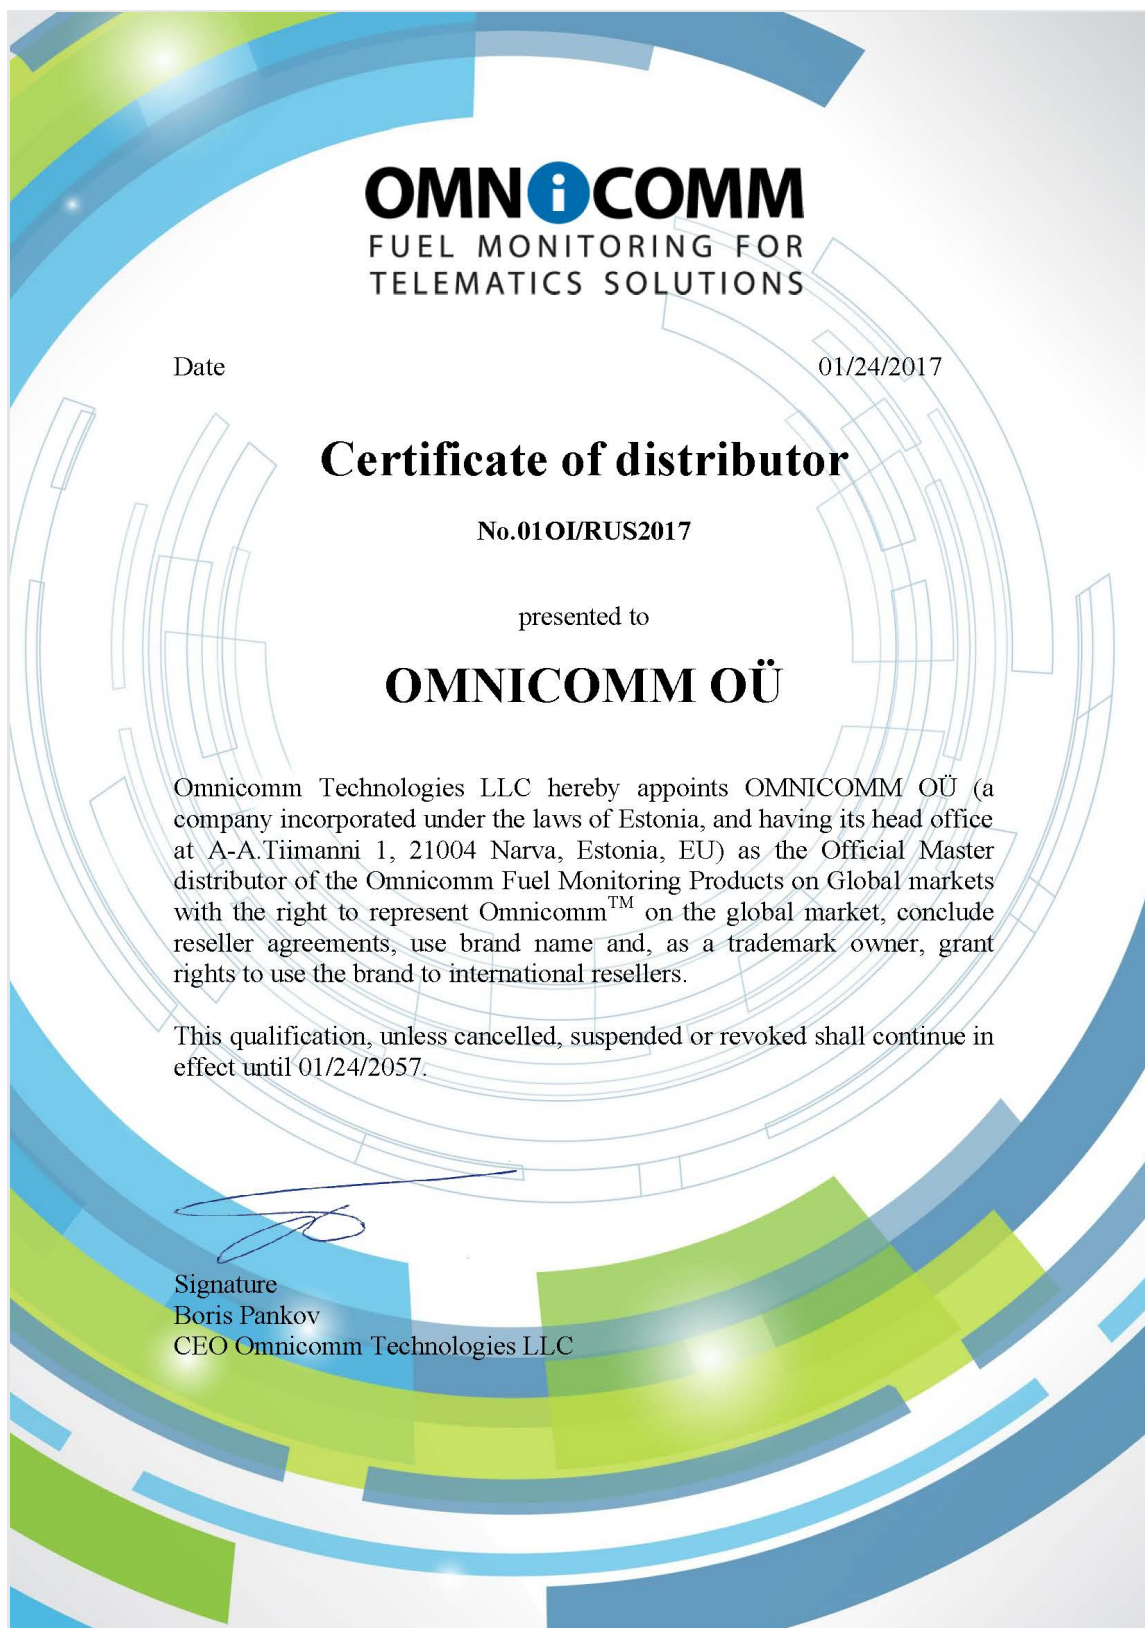 OMNiCOMM
FUEL MONITORING FOR
TELEMATICS SOLUTIONS
Date 01/24/2017
Certificate of distributor
No.01OI/RUS2017
presented to
OMNICOMM OÜ
Omnicomm Technologies LLC hereby appoints OMNICOMM OÜ (a
company incorporated under the laws of Estonia, and having its head office
at A-A.Tiimanni 1, 21004 Narva, Estonia, EU) as the Official Master
distributor of the Omnicomm Fuel Monitoring Products on Global markets
with the right to represent Omnicomm™ on the global market, conclude
reseller agreements, use brand name and, as a trademark owner, grant
rights to use the brand to international resellers.
This qualification, unless cancelled, suspended or revoked shall continue in
effect until 01/24/2057.
Signature
Boris Pankov
CEO Omnicomm Technologies LLC